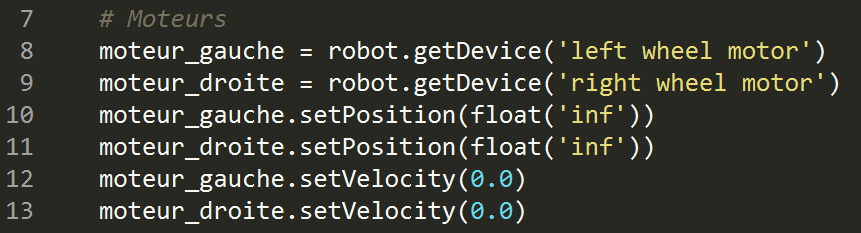 7 # Moteurs
8 moteur_gauche = robot.getDevice('left wheel motor')
9 moteur_droite = robot.getDevice('right wheel motor')
10 moteur_gauche.setPosition(float('inf'))
11 moteur_droite.setPosition(float('inf'))
12 moteur_gauche.setVelocity(0.0)
13 moteur_droite.setVelocity(0.0)